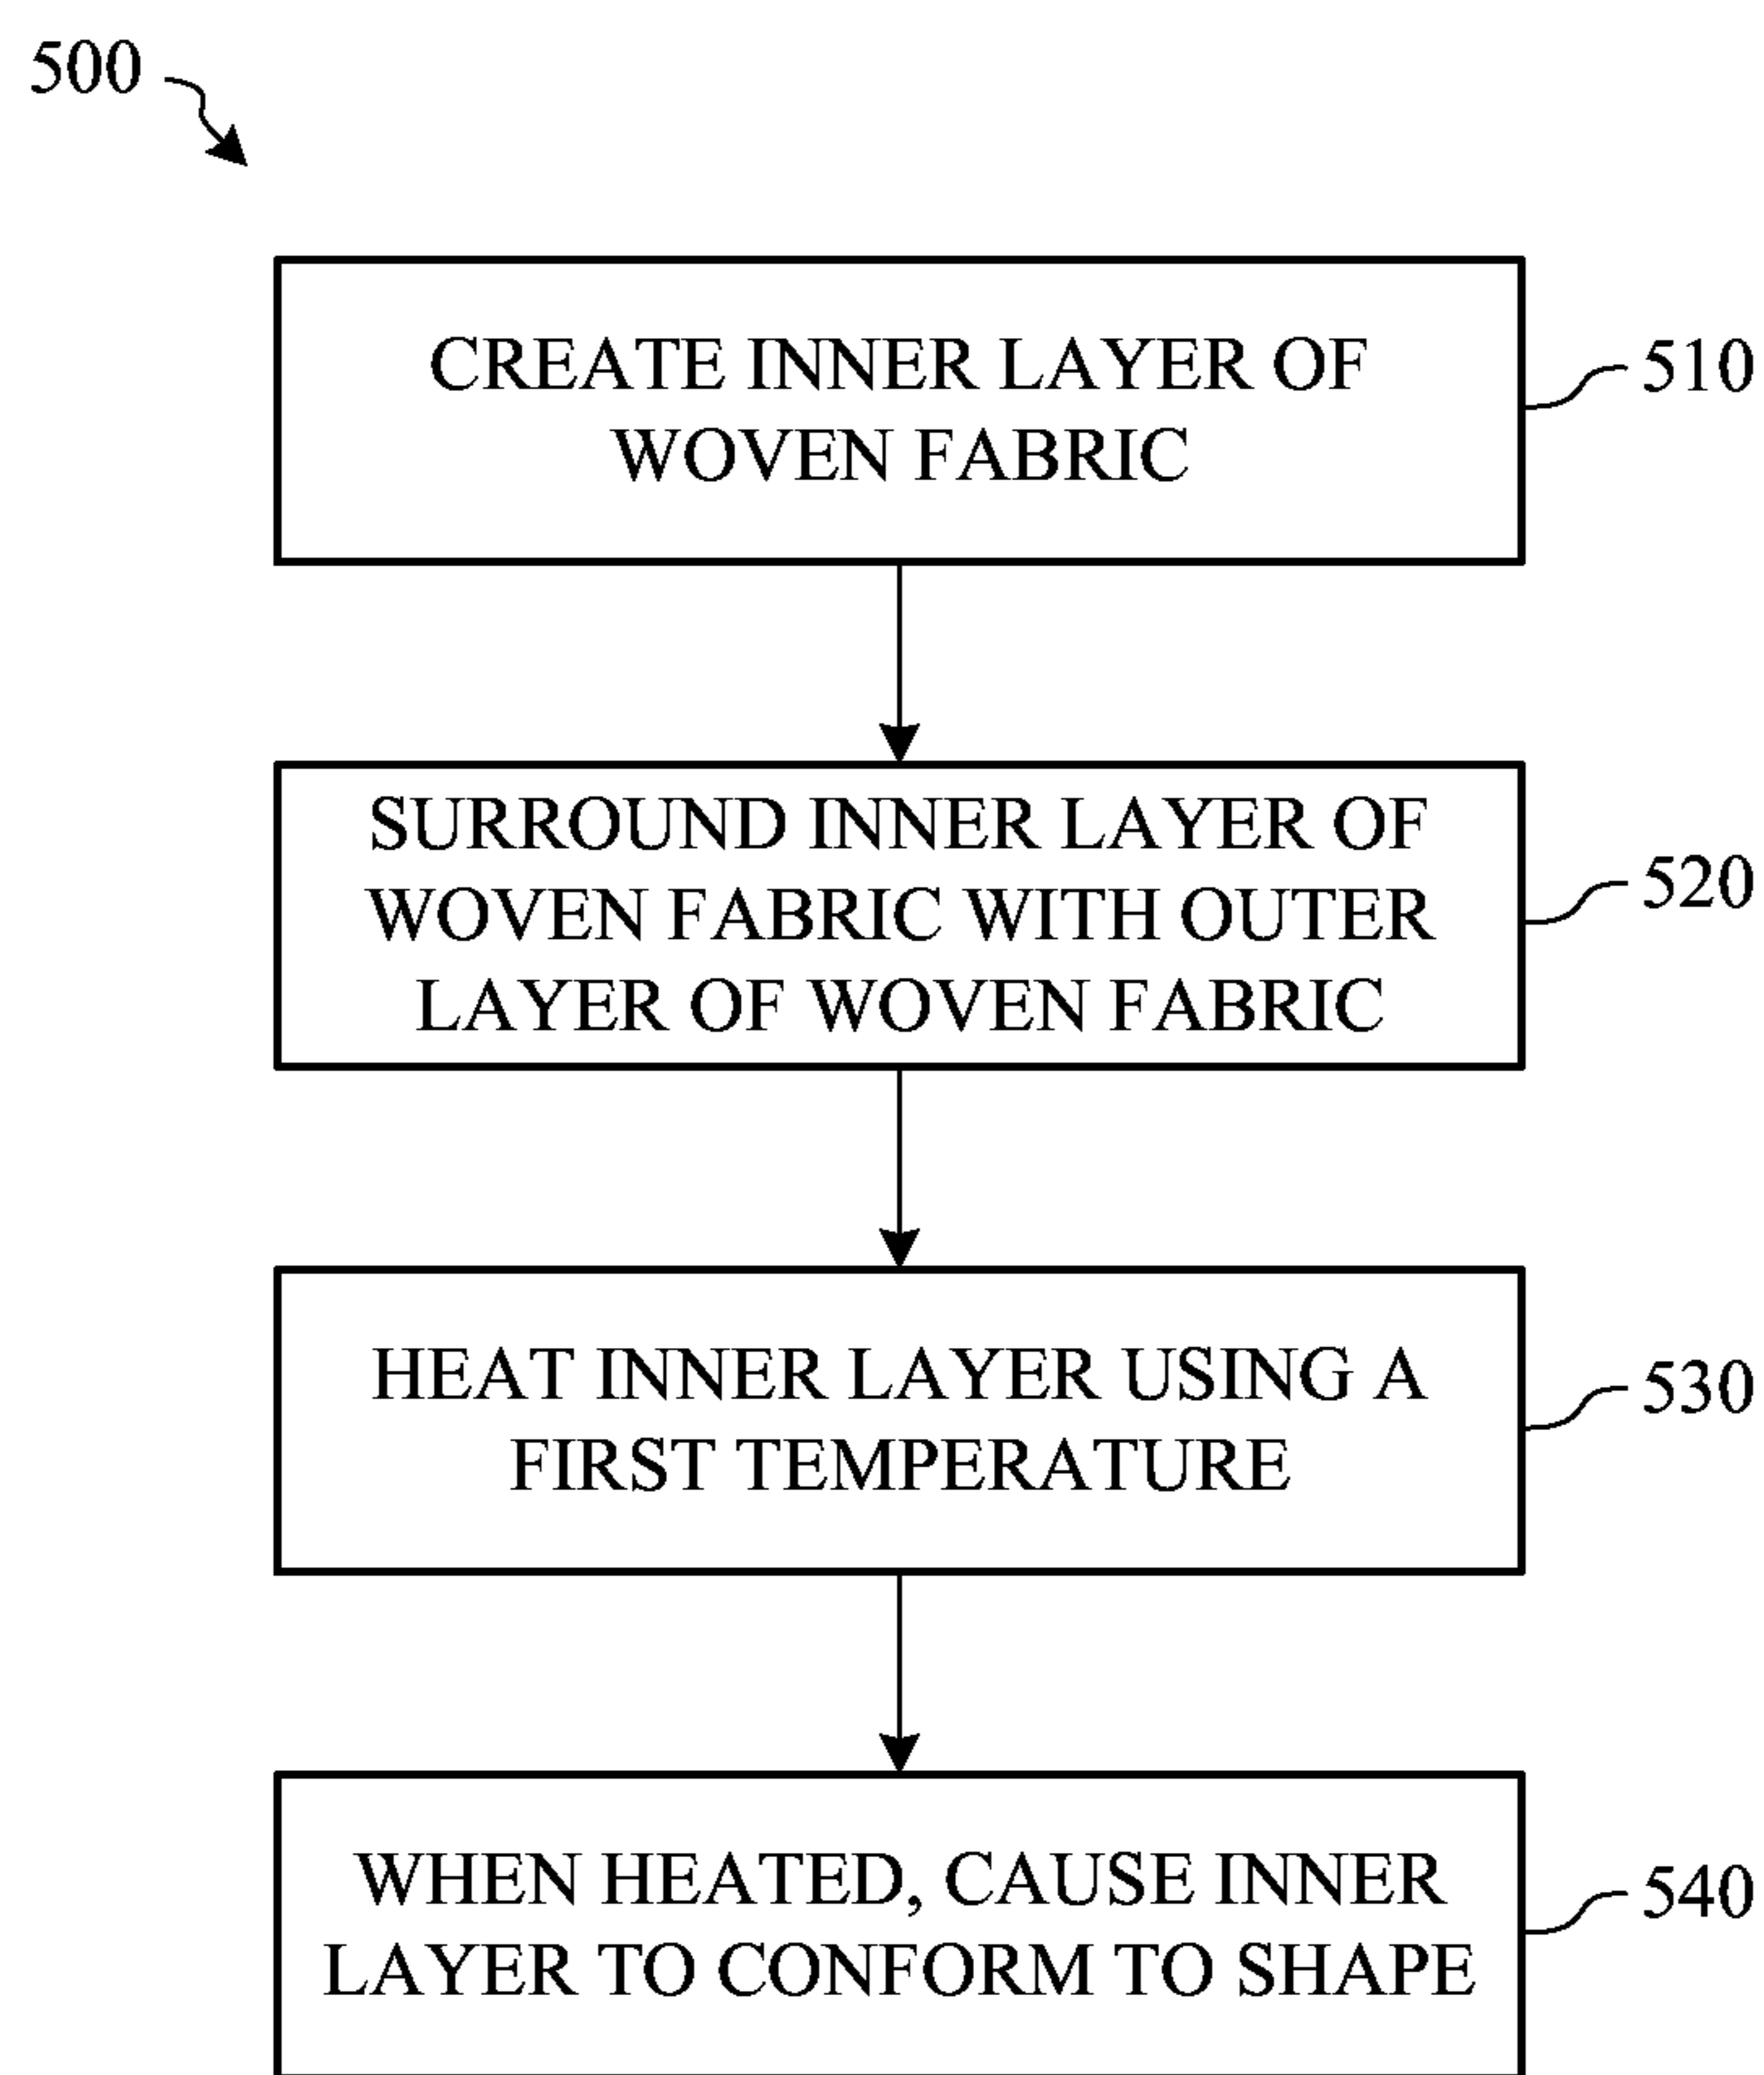 500
CREATE INNER LAYER OF
WOVEN FABRIC
510
SURROUND INNER LAYER OF
WOVEN FABRIC WITH OUTER
LAYER OF WOVEN FABRIC
520
HEAT INNER LAYER USING A
FIRST TEMPERATURE
530
WHEN HEATED, CAUSE INNER
LAYER TO CONFORM TO SHAPE
540